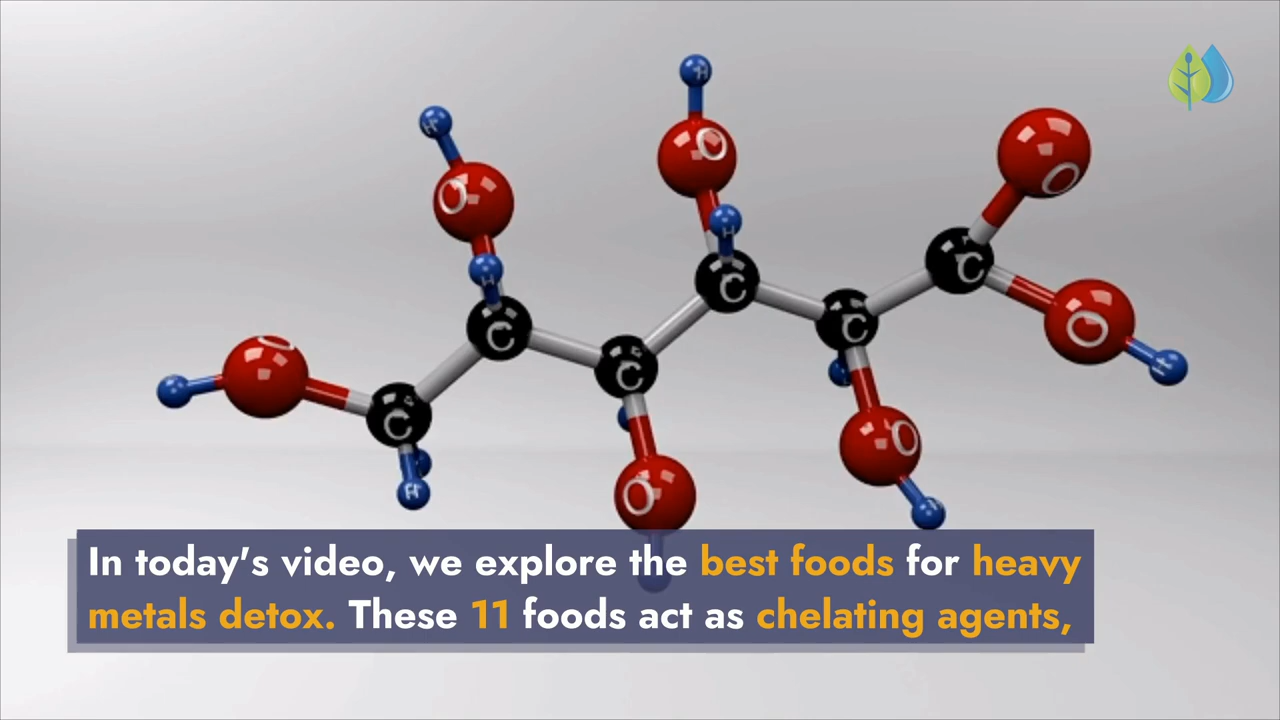 H
H
O
O
O
H
H
C
C
C
O
H
O
C
C
C
H
O
O
H
In today's video, we explore the best foods for heavy
metals detox. These 11 foods act as chelating agents,